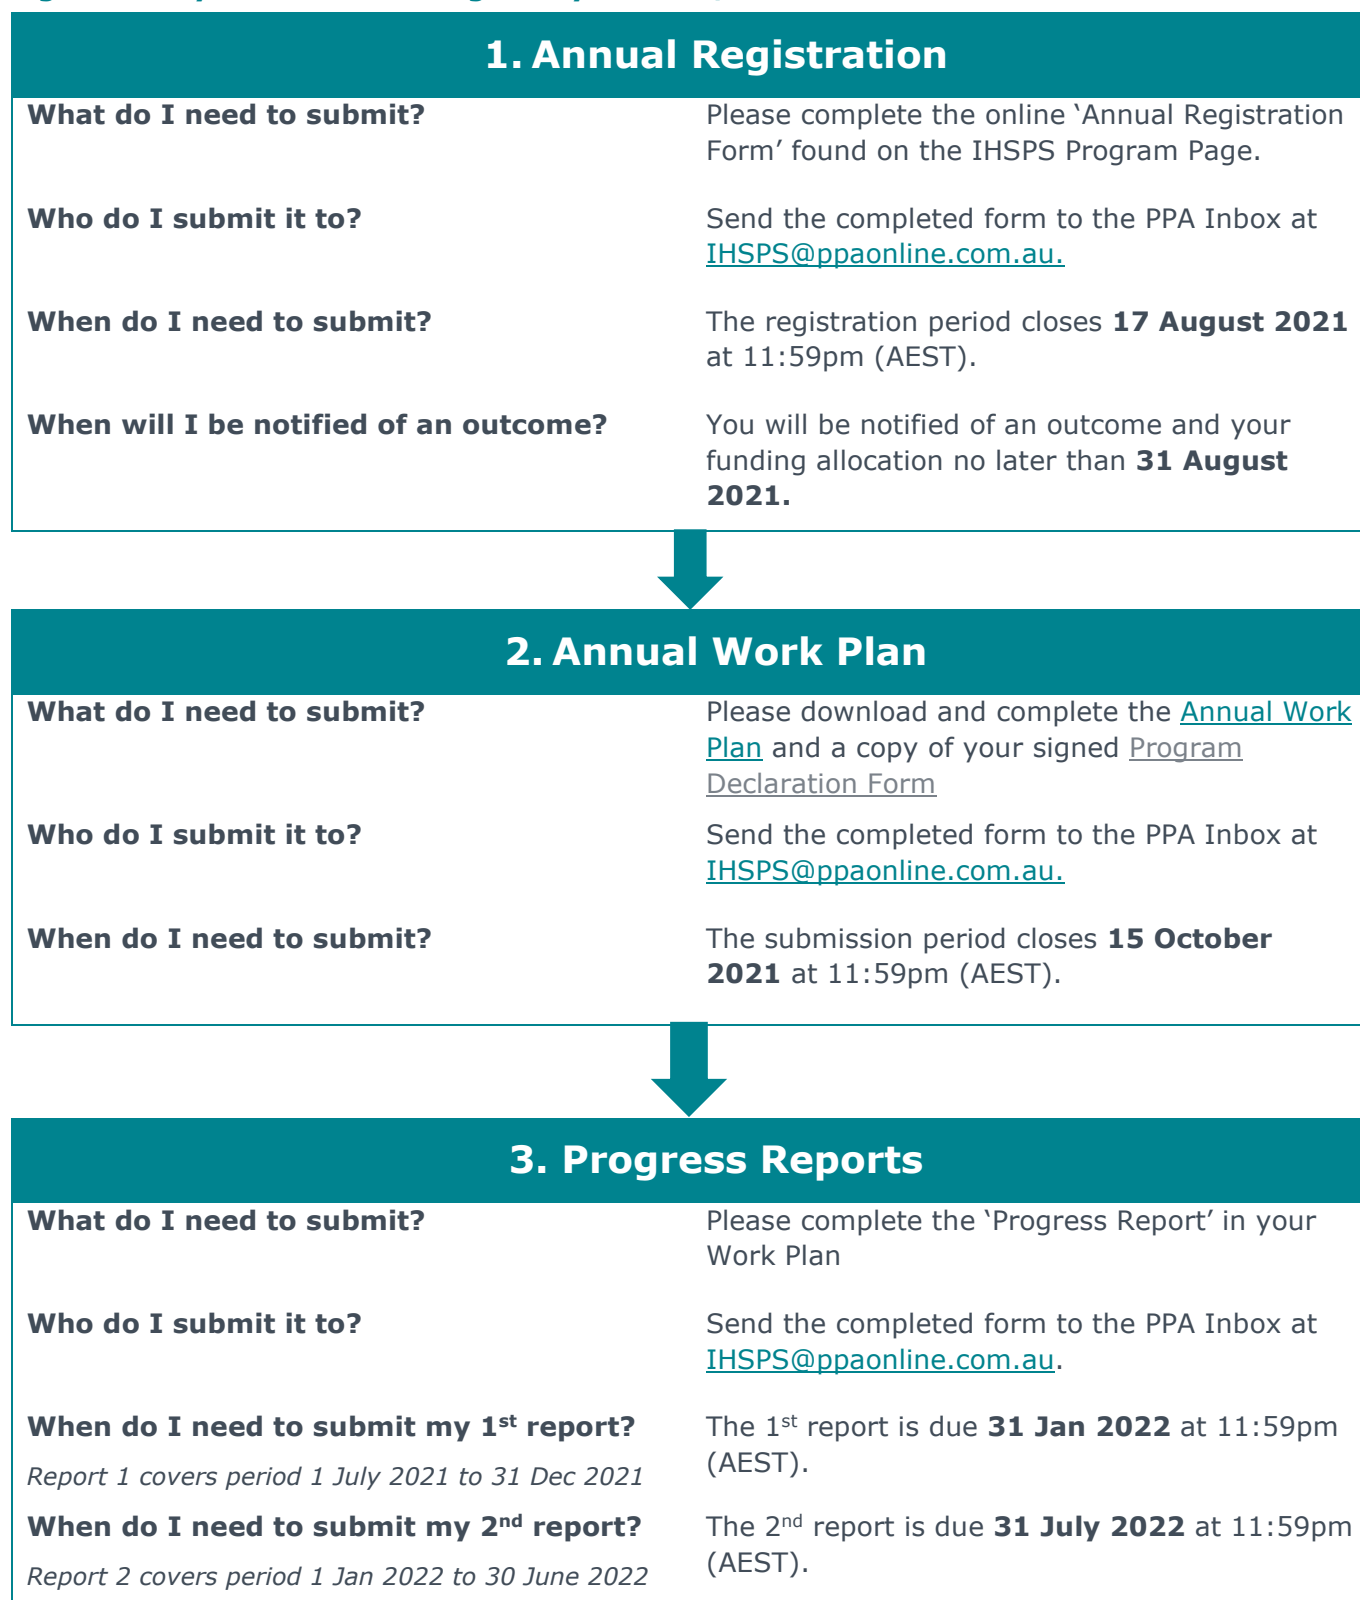 1. Annual Registration
What do I need to submit?
Please complete the online ‘Annual Registration
Form’ found on the IHSPS Program Page.
Who do I submit it to?
Send the completed form to the PPA Inbox at
IHSPS@ppaonline.com.au.
When do I need to submit?
The registration period closes 17 August 2021
at 11:59pm (AEST).
When will I be notified of an outcome?
You will be notified of an outcome and your
funding allocation no later than 31 August
2021.
2. Annual Work Plan
What do I need to submit?
Please download and complete the Annual Work
Plan and a copy of your signed Program
Declaration Form
Who do I submit it to?
Send the completed form to the PPA Inbox at
IHSPS@ppaonline.com.au.
When do I need to submit?
The submission period closes 15 October
2021 at 11:59pm (AEST).
3. Progress Reports
What do I need to submit?
Please complete the ‘Progress Report’ in your
Work Plan
Who do I submit it to?
Send the completed form to the PPA Inbox at
IHSPS@ppaonline.com.au.
When do I need to submit my 1st report?
Report 1 covers period 1 July 2021 to 31 Dec 2021
The 1st report is due 31 Jan 2022 at 11:59pm
(AEST).
When do I need to submit my 2nd report?
Report 2 covers period 1 Jan 2022 to 30 June 2022
The 2nd report is due 31 July 2022 at 11:59pm
(AEST).